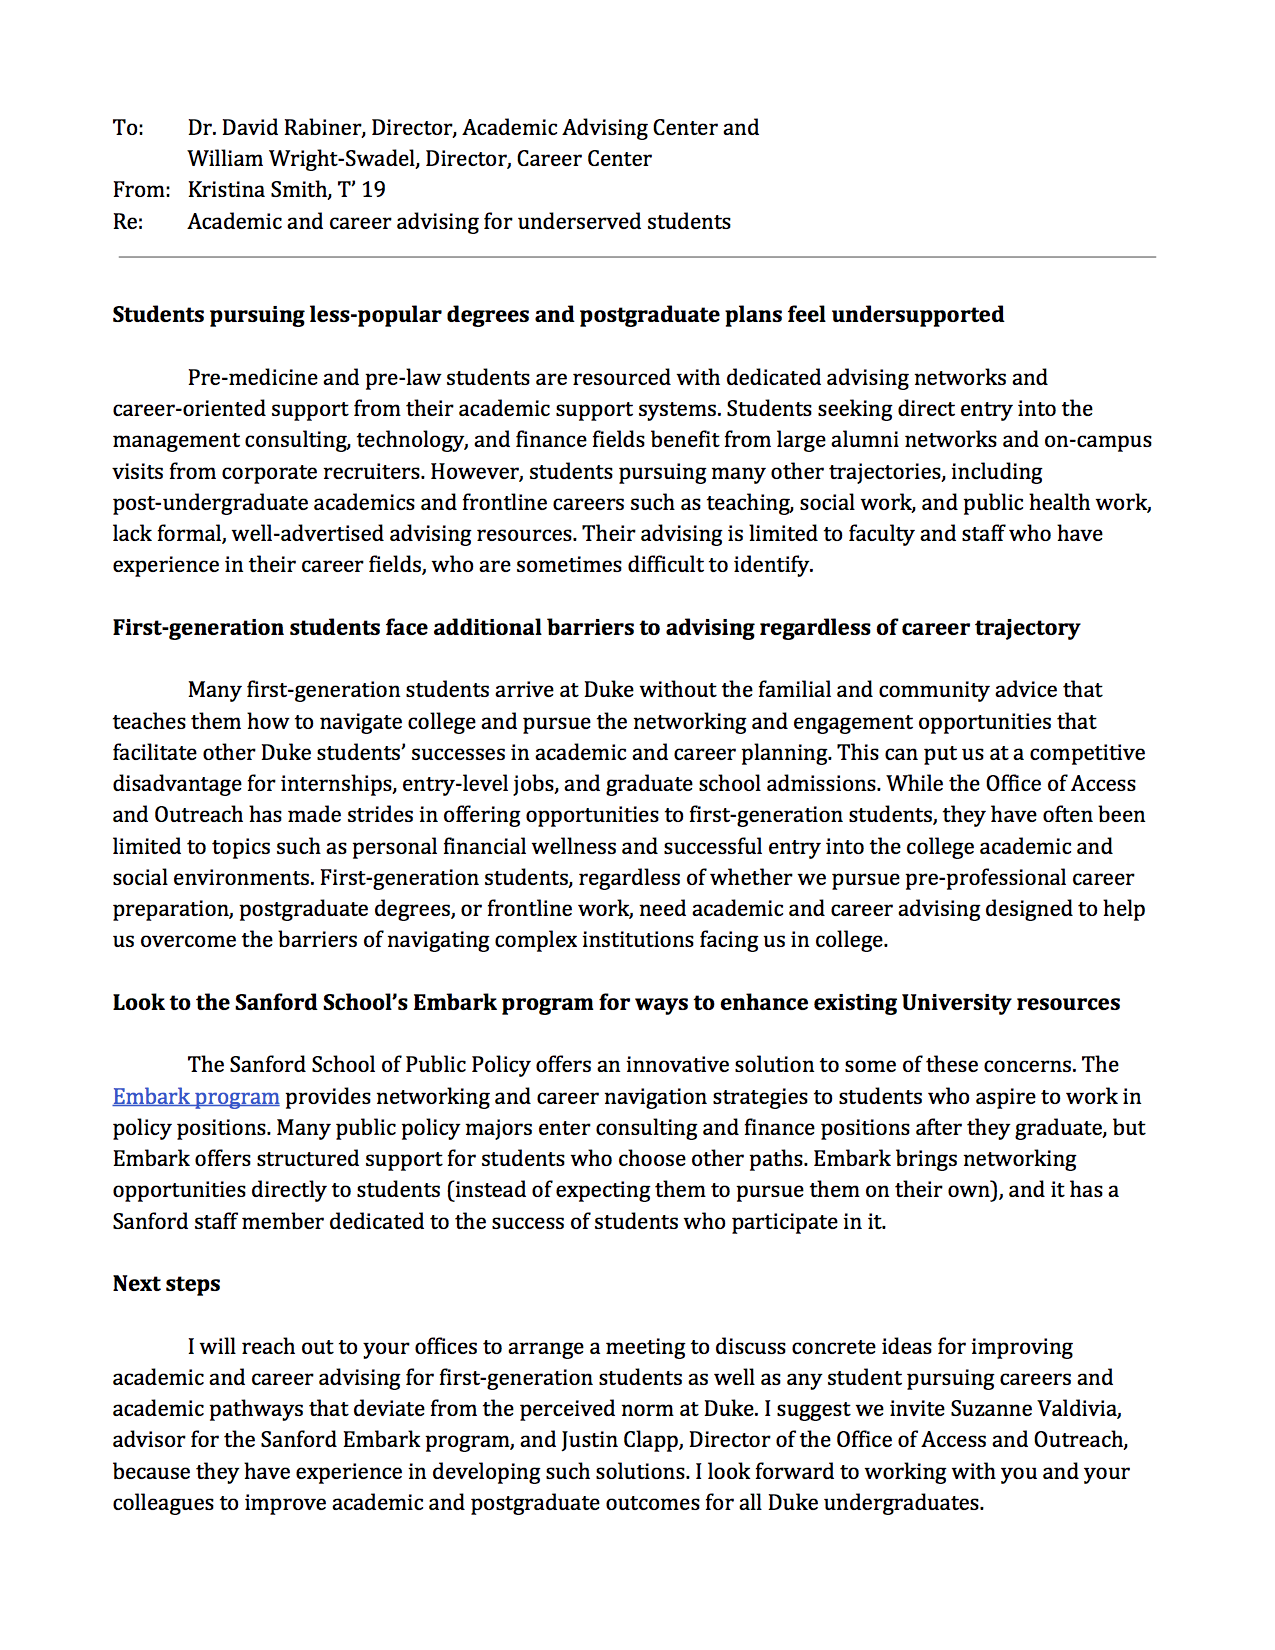 To: Dr. David Rabiner, Director, Academic Advising Center and
William Wright-Swadel, Director, Career Center
From: Kristina Smith, T’ 19
Re: Academic and career advising for underserved students
Students pursuing less-popular degrees and postgraduate plans feel undersupported
Pre-medicine and pre-law students are resourced with dedicated advising networks and
career-oriented support from their academic support systems. Students seeking direct entry into the
management consulting, technology, and finance fields benefit from large alumni networks and on-campus
visits from corporate recruiters. However, students pursuing many other trajectories, including
post-undergraduate academics and frontline careers such as teaching, social work, and public health work,
lack formal, well-advertised advising resources. Their advising is limited to faculty and staff who have
experience in their career fields, who are sometimes difficult to identify.
First-generation students face additional barriers to advising regardless of career trajectory
Many first-generation students arrive at Duke without the familial and community advice that
teaches them how to navigate college and pursue the networking and engagement opportunities that
facilitate other Duke students’ successes in academic and career planning. This can put us at a competitive
disadvantage for internships, entry-level jobs, and graduate school admissions. While the Office of Access
and Outreach has made strides in offering opportunities to first-generation students, they have often been
limited to topics such as personal financial wellness and successful entry into the college academic and
social environments. First-generation students, regardless of whether we pursue pre-professional career
preparation, postgraduate degrees, or frontline work, need academic and career advising designed to help
us overcome the barriers of navigating complex institutions facing us in college.
Look to the Sanford School’s Embark program for ways to enhance existing University resources
The Sanford School of Public Policy offers an innovative solution to some of these concerns. The
Embark program provides networking and career navigation strategies to students who aspire to work in
policy positions. Many public policy majors enter consulting and finance positions after they graduate, but
Embark offers structured support for students who choose other paths. Embark brings networking
opportunities directly to students (instead of expecting them to pursue them on their own), and it has a
Sanford staff member dedicated to the success of students who participate in it.
Next steps
I will reach out to your offices to arrange a meeting to discuss concrete ideas for improving
academic and career advising for first-generation students as well as any student pursuing careers and
academic pathways that deviate from the perceived norm at Duke. I suggest we invite Suzanne Valdivia,
advisor for the Sanford Embark program, and Justin Clapp, Director of the Office of Access and Outreach,
because they have experience in developing such solutions. I look forward to working with you and your
colleagues to improve academic and postgraduate outcomes for all Duke undergraduates.